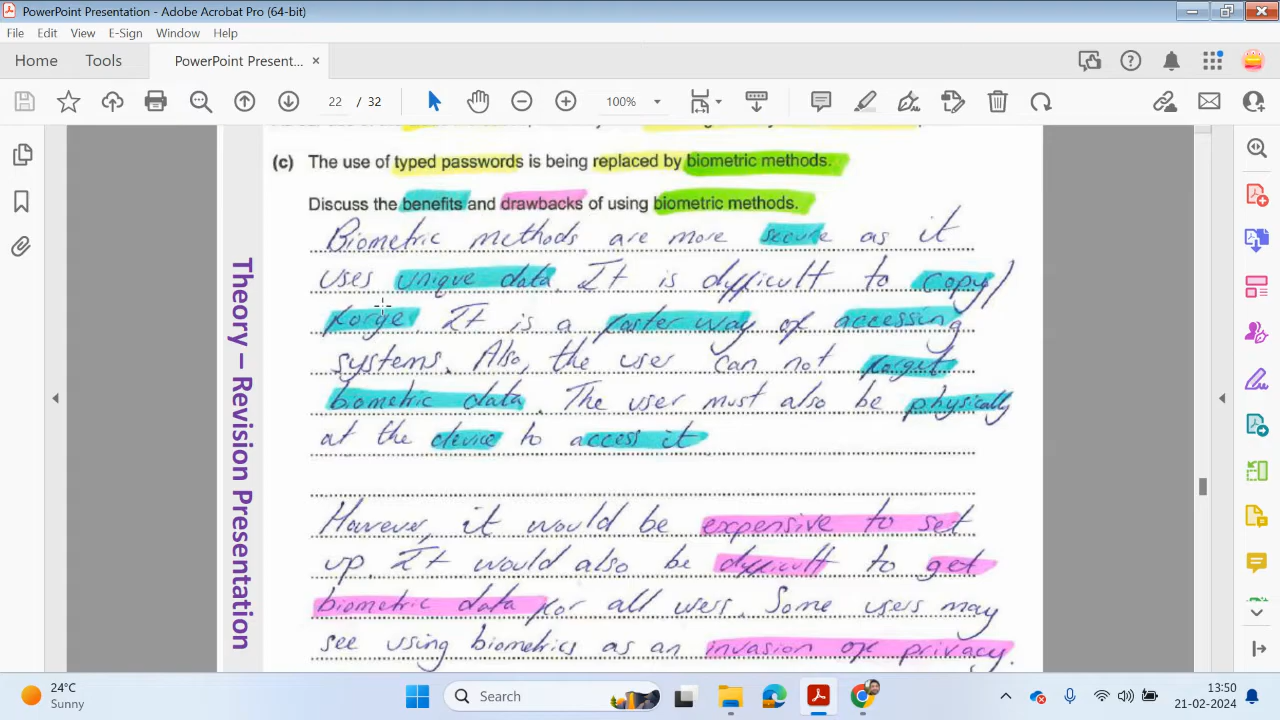 PowerPoint Presentation - Adobe Acrobat Pro (64-bit)
File Edit View E-Sign Window Help
Home Tools PowerPoint Present... ×
22 / 32 100%
(c) The use of typed passwords is being replaced by biometric methods.
Discuss the benefits and drawbacks of using biometric methods.
Biometric methods are more secure as it
uses unique data. It is difficult to copy/
forge. It is a faster way of accessing
systems. Also, the user can not forget
biometric data. The user must also be physically
at the device to access it
However, it would be expensive to set
up. It would also be difficult to get
biometric data for all users. Some users may
see using biometrics as an invasion of privacy.
Theory – Revision Presentation
24°C
Sunny
Search
13:50
21-02-2024